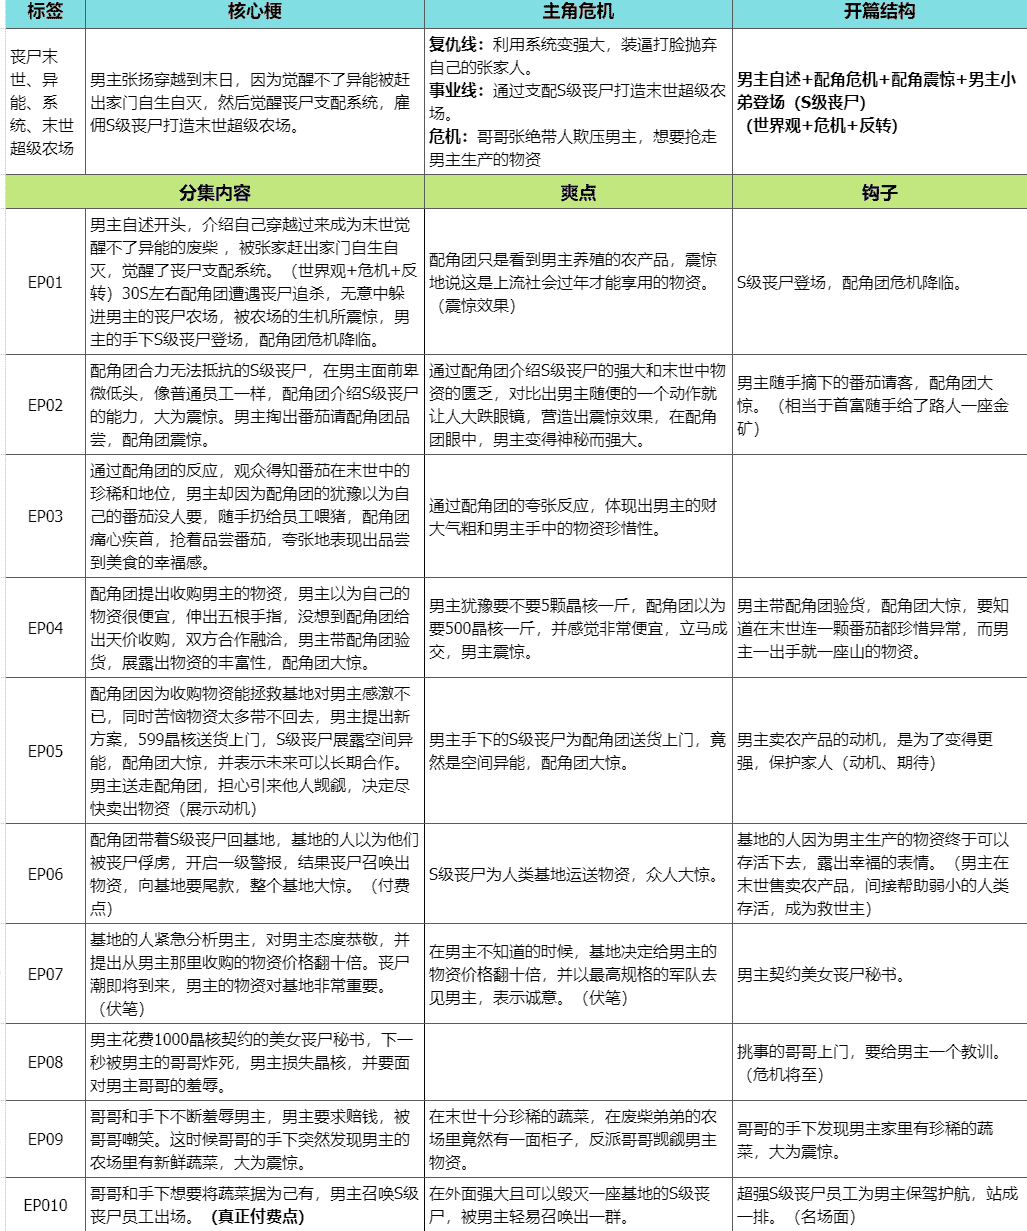 标签
核心梗
主角危机
开篇结构
丧尸末
世、异
能、系
统、末世
超级农场
男主张扬穿越到末日，因为觉醒不了异能被赶
出家门自生自灭，然后觉醒丧尸支配系统，雇
佣S级丧尸打造末世超级农场。
复仇线：利用系统变强大，装逼打脸抛弃
自己的张家人。
事业线：通过支配S级丧尸打造末世超级农
场。
危机：哥哥张绝带人欺压男主，想要抢走
男主生产的物资
男主自述+配角危机+配角震惊+男主小
弟登场（S级丧尸）
（世界观+危机+反转）
分集内容
爽点
钩子
EP01
男主自述开头，介绍自己穿越过来成为末世觉
醒不了异能的废柴 ，被张家赶出家门自生自
灭，觉醒了丧尸支配系统。（世界观+危机+反
转）30S左右配角团遭遇丧尸追杀，无意中躲
进男主的丧尸农场，被农场的生机所震惊，男
主的手下S级丧尸登场，配角团危机降临。
配角团只是看到男主养殖的农产品，震惊
地说这是上流社会过年才能享用的物资。
（震惊效果）
S级丧尸登场，配角团危机降临。
EP02
配角团合力无法抵抗的S级丧尸，在男主面前卑
微低头，像普通员工一样，配角团介绍S级丧尸
的能力，大为震惊。男主掏出番茄请配角团品
尝，配角团震惊。
通过配角团介绍S级丧尸的强大和末世中物
资的匮乏，对比出男主随便的一个动作就
让人大跌眼镜，营造出震惊效果，在配角
团眼中，男主变得神秘而强大。
男主随手摘下的番茄请客，配角团大
惊。（相当于首富随手给了路人一座金
矿）
EP03
通过配角团的反应，观众得知番茄在末世中的
珍稀和地位，男主却因为配角团的犹豫以为自
己的番茄没人要，随手扔给员工喂猪，配角团
痛心疾首，抢着品尝番茄，夸张地表现出品尝
到美食的幸福感。
通过配角团的夸张反应，体现出男主的财
大气粗和男主手中的物资珍惜性。
EP04
配角团提出收购男主的物资，男主以为自己的
物资很便宜，伸出五根手指，没想到配角团给
出天价收购，双方合作融洽，男主带配角团验
货，展露出物资的丰富性，配角团大惊。
男主犹豫要不要5颗晶核一斤，配角团以为
要500晶核一斤，并感觉非常便宜，立马成
交，男主震惊。
男主带配角团验货，配角团大惊，要知
道在末世连一颗番茄都珍惜异常，而男
主一出手就一座山的物资。
EP05
配角团因为收购物资能拯救基地对男主感激不
已，同时苦恼物资太多带不回去，男主提出新
方案，599晶核送货上门，S级丧尸展露空间异
能，配角团大惊，并表示未来可以长期合作。
男主送走配角团，担心引来他人觊觎，决定尽
快卖出物资（展示动机）
男主手下的S级丧尸为配角团送货上门，竟
然是空间异能，配角团大惊。
男主卖农产品的动机，是为了变得更
强，保护家人（动机、期待）
EP06
配角团带着S级丧尸回基地，基地的人以为他们
被丧尸俘虏，开启一级警报，结果丧尸召唤出
物资，向基地要尾款，整个基地大惊。（付费
点）
S级丧尸为人类基地运送物资，众人大惊。
基地的人因为男主生产的物资终于可以
存活下去，露出幸福的表情。（男主在
末世售卖农产品，间接帮助弱小的人类
存活，成为救世主）
EP07
基地的人紧急分析男主，对男主态度恭敬，并
提出从男主那里收购的物资价格翻十倍。丧尸
潮即将到来，男主的物资对基地非常重要。
（伏笔）
在男主不知道的时候，基地决定给男主的
物资价格翻十倍，并以最高规格的军队去
见男主，表示诚意。（伏笔）
男主契约美女丧尸秘书。
EP08
男主花费1000晶核契约的美女丧尸秘书，下一
秒被男主的哥哥炸死，男主损失晶核，并要面
对男主哥哥的羞辱。
挑事的哥哥上门，要给男主一个教训。
（危机将至）
EP09
哥哥和手下不断羞辱男主，男主要求赔钱，被
哥哥嘲笑。这时候哥哥的手下突然发现男主的
农场里有新鲜蔬菜，大为震惊。
在末世十分珍稀的蔬菜，在废柴弟弟的农
场里竟然有一面柜子，反派哥哥觊觎男主
物资。
哥哥的手下发现男主家里有珍稀的蔬
菜，大为震惊。
EP010
哥哥和手下想要将蔬菜据为己有，男主召唤S级
丧尸员工出场。（真正付费点）
在外面强大且可以毁灭一座基地的S级丧
尸，被男主轻易召唤出一群。
超强S级丧尸员工为男主保驾护航，站成
一排。（名场面）